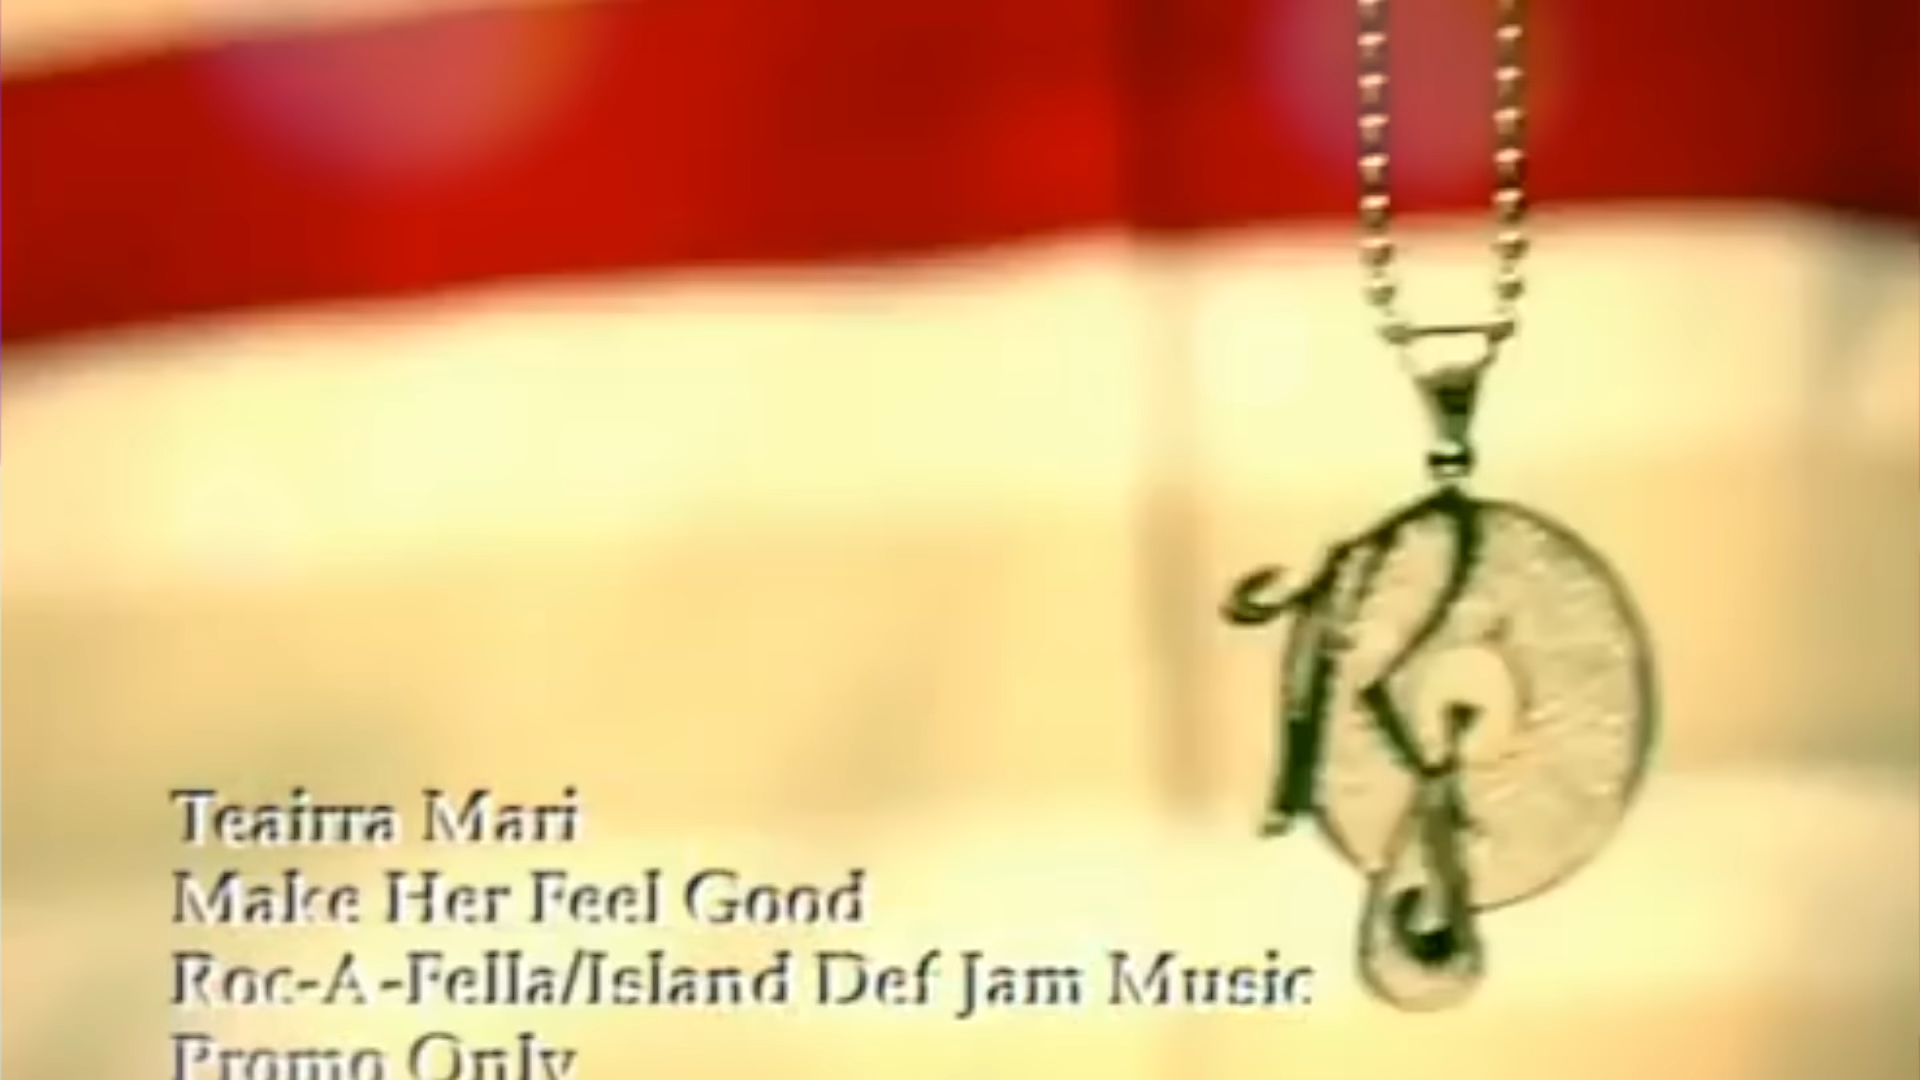 Teairra Mari
Make Her Feel Good
Roc-A-Fella/Island Def Jam Music
Promo Only